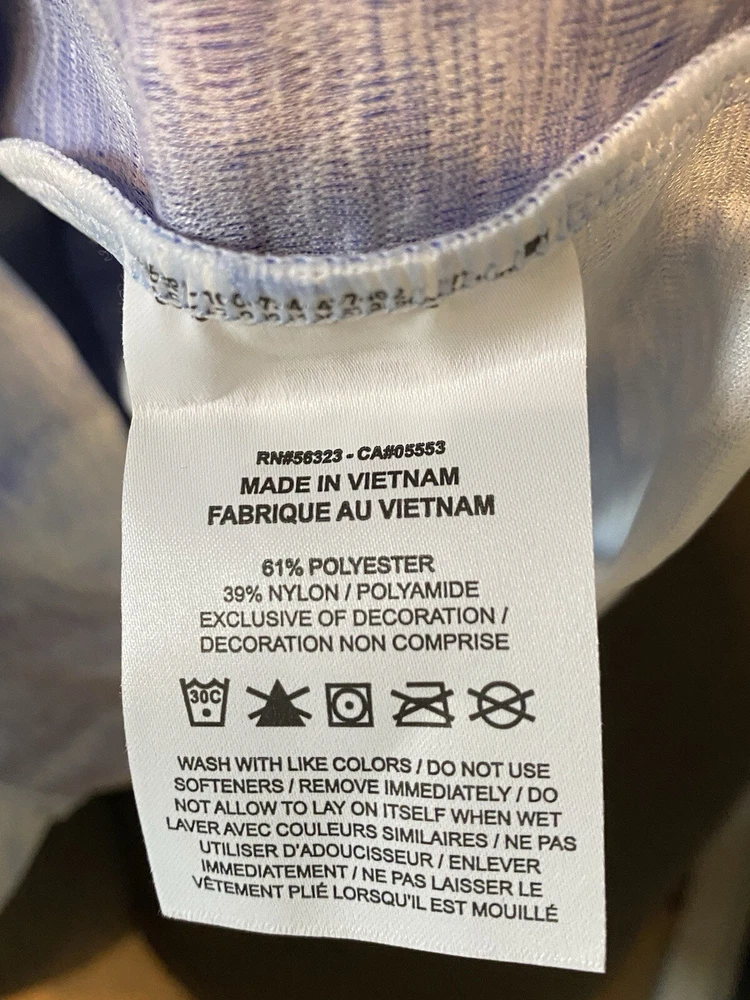 RN#56323 - CA#05553
MADE IN VIETNAM
FABRIQUE AU VIETNAM
61% POLYESTER
39% NYLON / POLYAMIDE
EXCLUSIVE OF DECORATION /
DECORATION NON COMPRISE
30C
WASH WITH LIKE COLORS / DO NOT USE
SOFTENERS / REMOVE IMMEDIATELY / DO
NOT ALLOW TO LAY ON ITSELF WHEN WET
LAVER AVEC COULEURS SIMILAIRES / NE PAS
UTILISER D'ADOUCISSEUR / ENLEVER
IMMEDIATEMENT / NE PAS LAISSER LE
VÊTEMENT PLIÉ LORSQU'IL EST MOUILLÉ